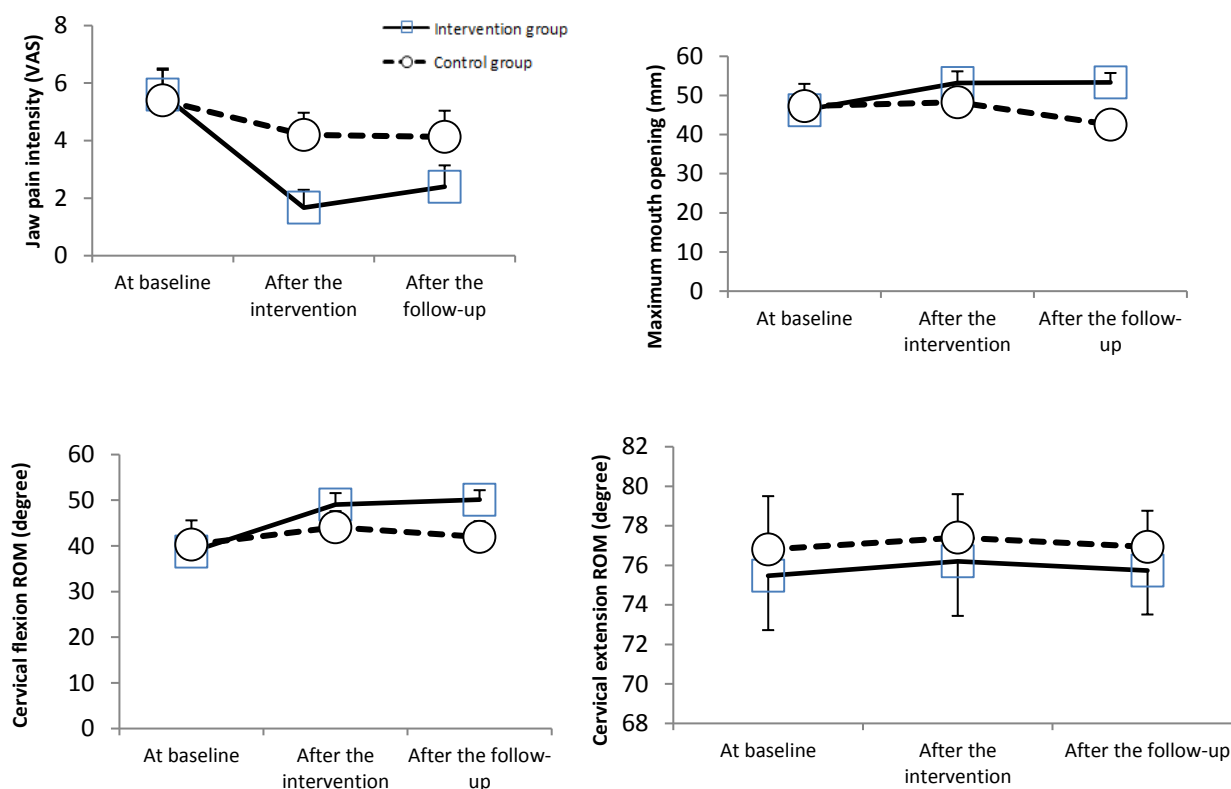 Jaw pain intensity (VAS)
8
6
4
2
0
Intervention group
Control group
At baseline
After the
intervention
After the
follow-up
Maximum mouth opening (mm)
60
50
40
30
20
10
0
At baseline
After the
intervention
After the follow-
up
Cervical flexion ROM (degree)
60
50
40
30
20
10
0
At baseline
After the
intervention
After the follow-
up
Cervical extension ROM (degree)
82
80
78
76
74
72
70
68
At baseline
After the
intervention
After the follow-up